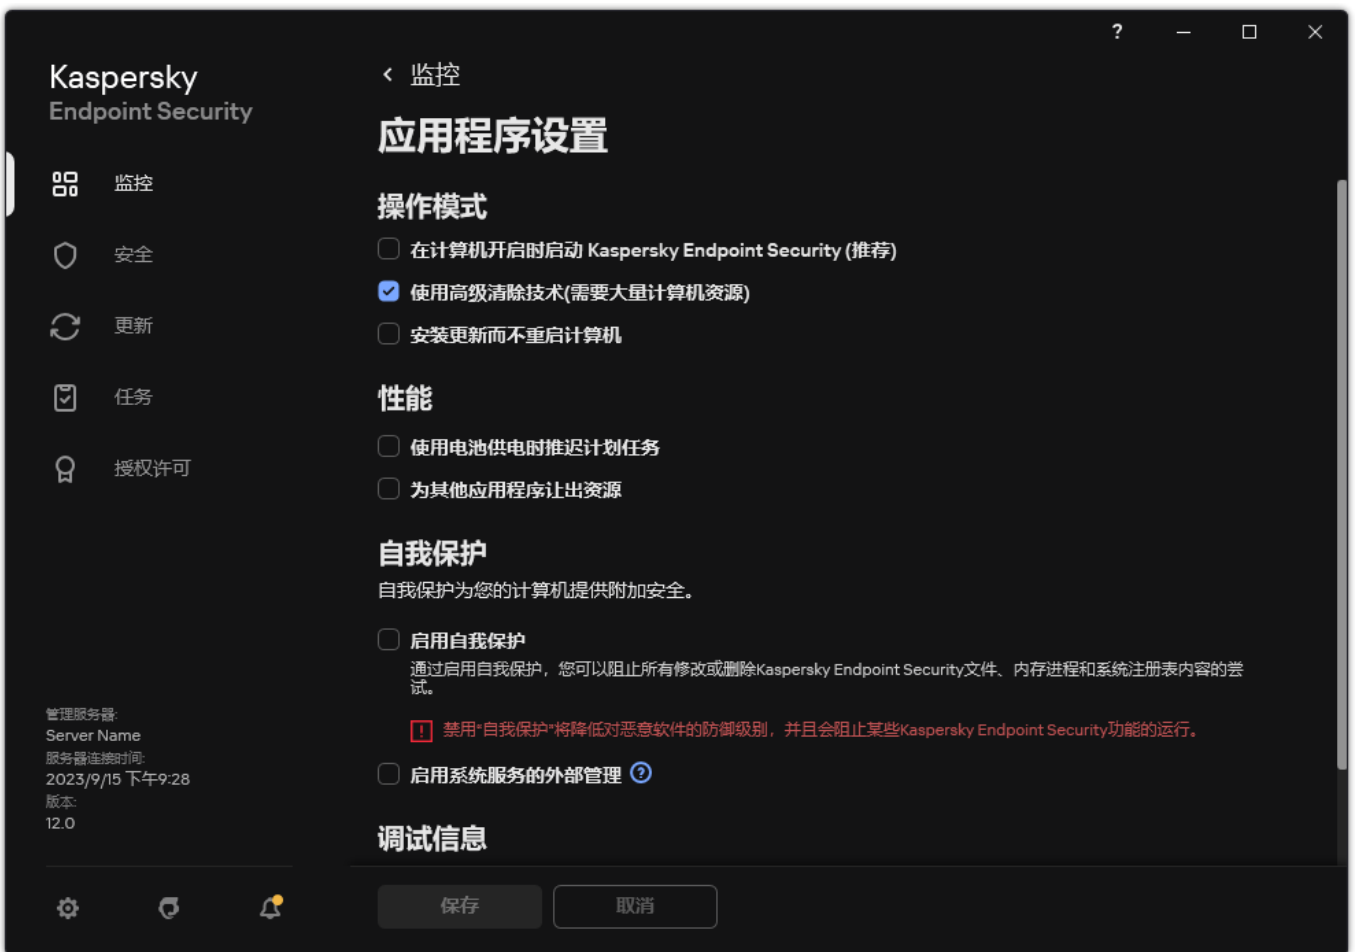 ?
Kaspersky
Endpoint Security
监控
安全
更新
任务
授权许可
管理服务器:
Server Name
服务器连接时间:
2023/9/15 下午9:28
版本:
12.0
监控
应用程序设置
操作模式
在计算机开启时启动 Kaspersky Endpoint Security (推荐)
使用高级清除技术(需要大量计算机资源)
安装更新而不重启计算机
性能
使用电池供电时推迟计划任务
为其他应用程序让出资源
自我保护
自我保护为您的计算机提供附加安全。
启用自我保护
通过启用自我保护，您可以阻止所有修改或删除Kaspersky Endpoint Security文件、内存进程和系统注册表内容的尝
试。
禁用“自我保护”将降低对恶意软件的防御级别，并且会阻止某些Kaspersky Endpoint Security功能的运行。
启用系统服务的外部管理 ?
调试信息
保存
取消